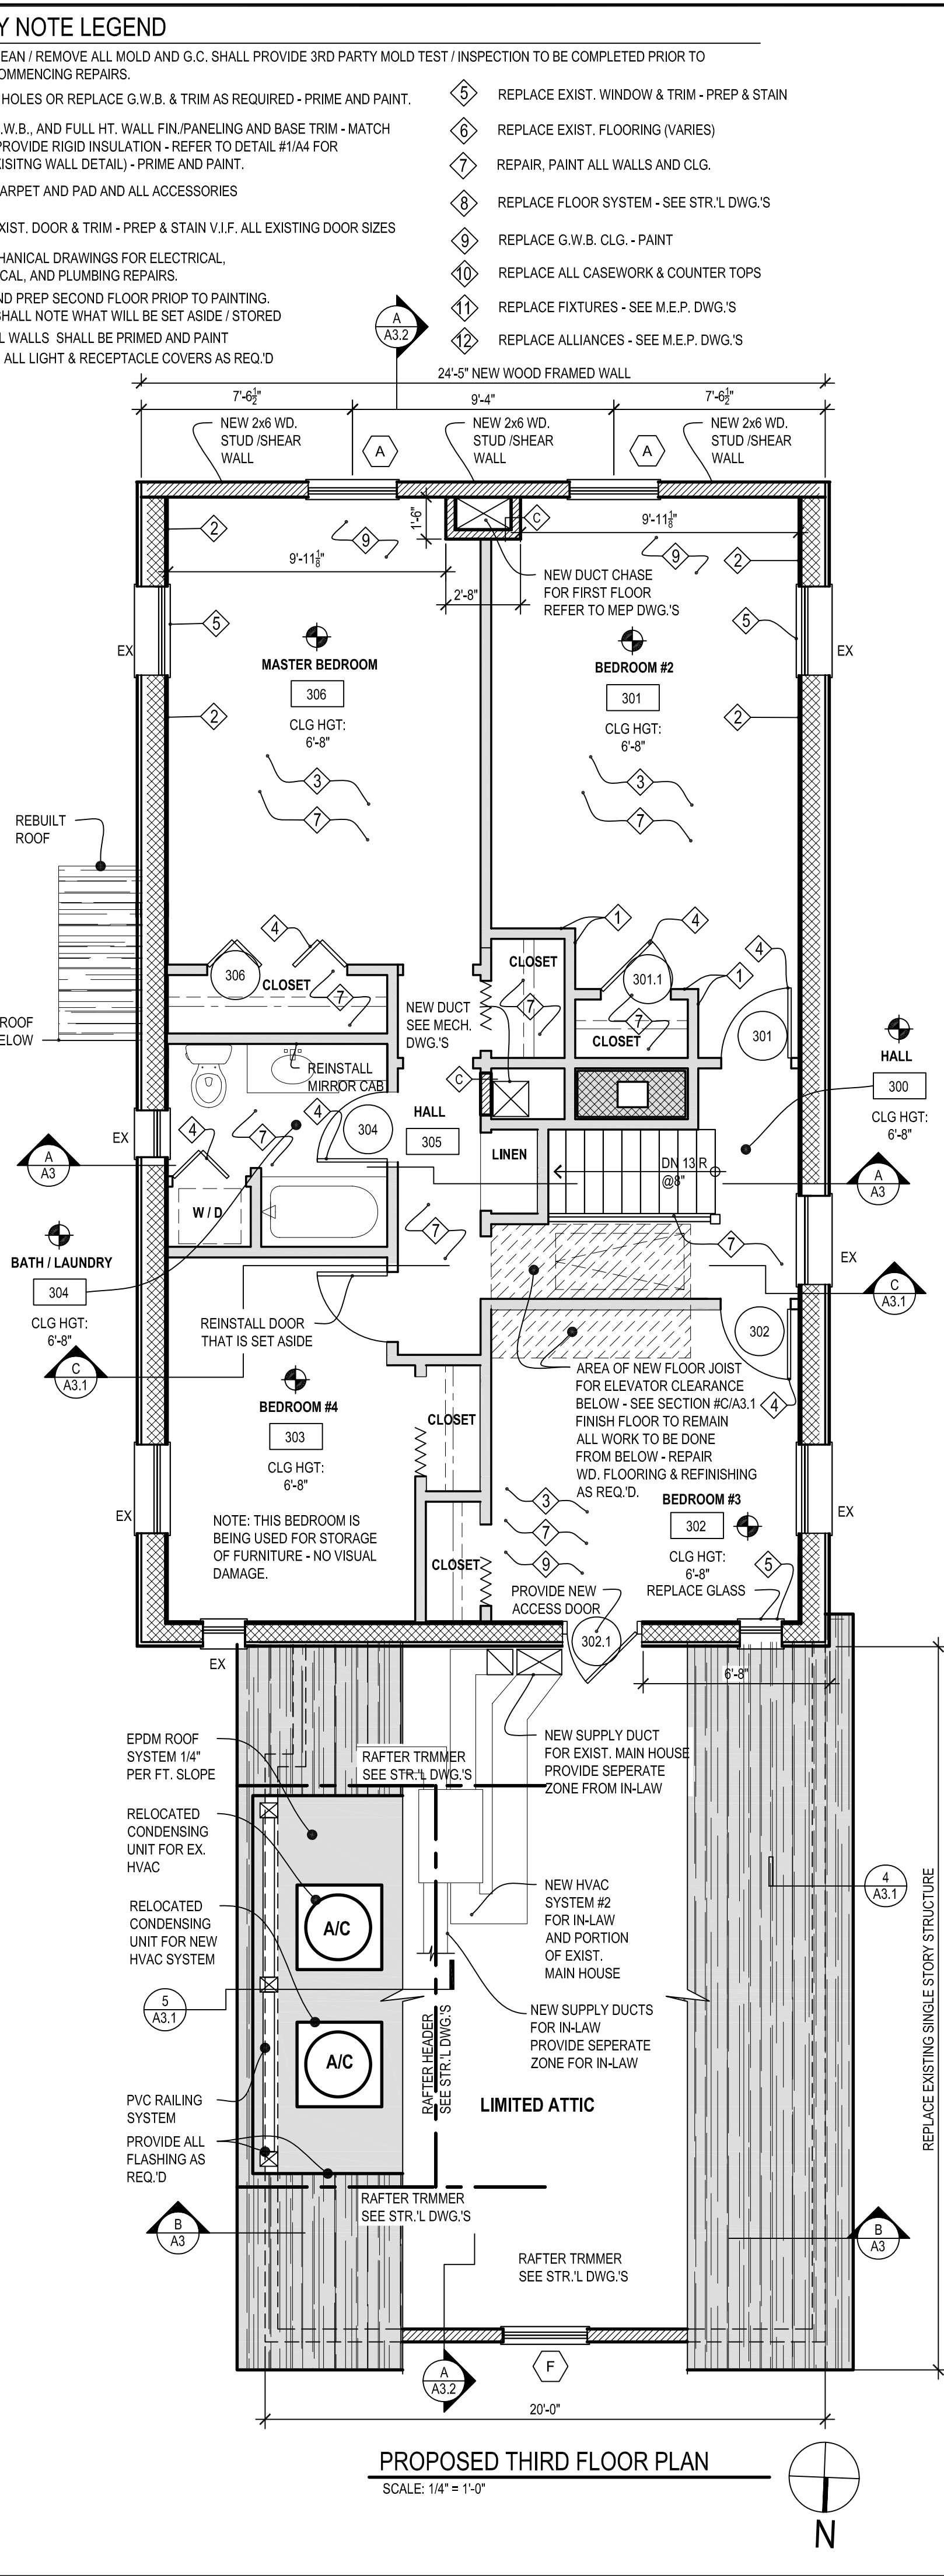 Y NOTE LEGEND
EAN / REMOVE ALL MOLD AND G.C. SHALL PROVIDE 3RD PARTY MOLD TEST / INSPECTION TO BE COMPLETED PRIOR TO
OMMENCING REPAIRS.
HOLES OR REPLACE G.W.B. & TRIM AS REQUIRED - PRIME AND PAINT.
.W.B., AND FULL HT. WALL FIN./PANELING AND BASE TRIM - MATCH
PROVIDE RIGID INSULATION - REFER TO DETAIL #1/A4 FOR
EXISITNG WALL DETAIL) - PRIME AND PAINT.
ARPET AND PAD AND ALL ACCESSORIES
XIST. DOOR & TRIM - PREP & STAIN V.I.F. ALL EXISTING DOOR SIZES
HANICAL DRAWINGS FOR ELECTRICAL,
CAL, AND PLUMBING REPAIRS.
ND PREP SECOND FLOOR PRIOP TO PAINTING.
SHALL NOTE WHAT WILL BE SET ASIDE / STORED
L WALLS SHALL BE PRIMED AND PAINT
ALL LIGHT & RECEPTACLE COVERS AS REQ.'D
5 REPLACE EXIST. WINDOW & TRIM - PREP & STAIN
6 REPLACE EXIST. FLOORING (VARIES)
7 REPAIR, PAINT ALL WALLS AND CLG.
8 REPLACE FLOOR SYSTEM - SEE STR.'L DWG.'S
9 REPLACE G.W.B. CLG. - PAINT
10 REPLACE ALL CASEWORK & COUNTER TOPS
11 REPLACE FIXTURES - SEE M.E.P. DWG.'S
12 REPLACE ALLIANCES - SEE M.E.P. DWG.'S
A
A3.2
24'-5" NEW WOOD FRAMED WALL
7'-6½" 9'-4" 7'-6½"
NEW 2x6 WD.
STUD /SHEAR
WALL
A
NEW 2x6 WD.
STUD /SHEAR
WALL
A
NEW 2x6 WD.
STUD /SHEAR
WALL
2
9
1'-6"
C
9'-11⅛"
9
2
9'-11⅛"
2'-8"
NEW DUCT CHASE
FOR FIRST FLOOR
REFER TO MEP DWG.'S
5
EX
MASTER BEDROOM
306
CLG HGT:
6'-8"
2
3
7
BEDROOM #2
301
CLG HGT:
6'-8"
5
EX
2
3
7
REBUILT
ROOF
4
4
306
CLOSET
7
1
4
CLOSET
7
301.1
7
CLOSET
1
4
301
ROOF
ELOW
NEW DUCT
SEE MECH.
DWG.'S
HALL
300
CLG HGT:
6'-8"
REINSTALL
MIRROR CAB
C
4
4
7
304
HALL
305
EX
LINEN
DN 13 R
@8"
A
A3
A
A3
W / D
7
7
BATH / LAUNDRY
304
CLG HGT:
6'-8"
EX
C
A3.1
C
A3.1
REINSTALL DOOR
THAT IS SET ASIDE
302
4
AREA OF NEW FLOOR JOIST
FOR ELEVATOR CLEARANCE
BELOW - SEE SECTION #C/A3.1
FINISH FLOOR TO REMAIN
ALL WORK TO BE DONE
FROM BELOW - REPAIR
WD. FLOORING & REFINISHING
AS REQ.'D.
BEDROOM #4
303
CLG HGT:
6'-8"
CLOSET
EX
NOTE: THIS BEDROOM IS
BEING USED FOR STORAGE
OF FURNITURE - NO VISUAL
DAMAGE.
CLOSET
3
7
9
BEDROOM #3
302
CLG HGT:
6'-8"
EX
5
REPLACE GLASS
PROVIDE NEW
ACCESS DOOR
302.1
EX
6'-8"
EPDM ROOF
SYSTEM 1/4"
PER FT. SLOPE
RAFTER TRMMER
SEE STR.'L DWG.'S
NEW SUPPLY DUCT
FOR EXIST. MAIN HOUSE
PROVIDE SEPERATE
ZONE FROM IN-LAW
RELOCATED
CONDENSING
UNIT FOR EX.
HVAC
RELOCATED
CONDENSING
UNIT FOR NEW
HVAC SYSTEM
A/C
NEW HVAC
SYSTEM #2
FOR IN-LAW
AND PORTION
OF EXIST.
MAIN HOUSE
4
A3.1
5
A3.1
A/C
NEW SUPPLY DUCTS
FOR IN-LAW
PROVIDE SEPERATE
ZONE FOR IN-LAW
RAFTER HEADER
SEE STR.'L DWG.'S
REPLACE EXISTING SINGLE STORY STRUCTURE
PVC RAILING
SYSTEM
LIMITED ATTIC
PROVIDE ALL
FLASHING AS
REQ.'D
RAFTER TRMMER
SEE STR.'L DWG.'S
B
A3
B
A3
RAFTER TRMMER
SEE STR.'L DWG.'S
F
A
A3.2
20'-0"
PROPOSED THIRD FLOOR PLAN
SCALE: 1/4" = 1'-0"
N